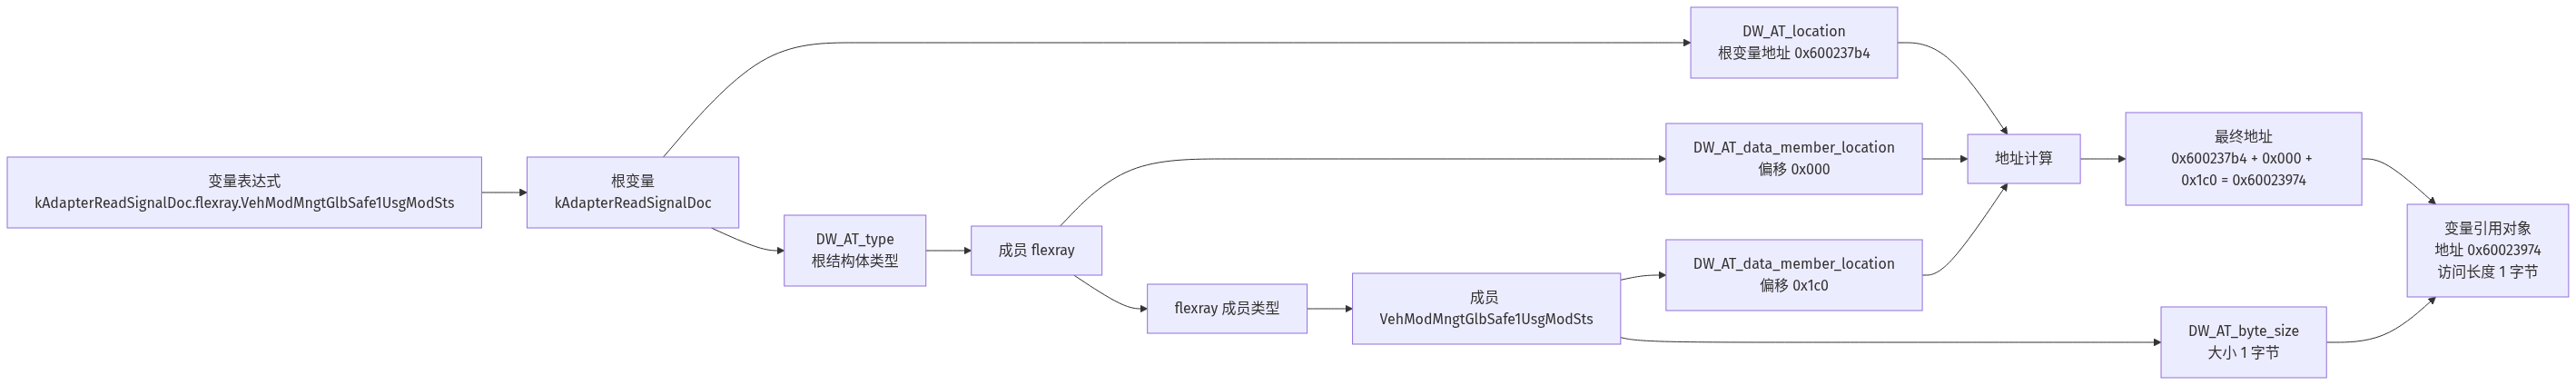 变量表达式
kAdapterReadSignalDoc.flexray.VehModMngtGlbSafe1UsgModSts
根变量
kAdapterReadSignalDoc
DW_AT_type
根结构体类型
成员 flexray
flexray 成员类型
成员
VehModMngtGlbSafe1UsgModSts
DW_AT_location
根变量地址 0x600237b4
DW_AT_data_member_location
偏移 0x000
DW_AT_data_member_location
偏移 0x1c0
地址计算
最终地址
0x600237b4 + 0x000 +
0x1c0 = 0x60023974
DW_AT_byte_size
大小 1 字节
变量引用对象
地址 0x60023974
访问长度 1 字节